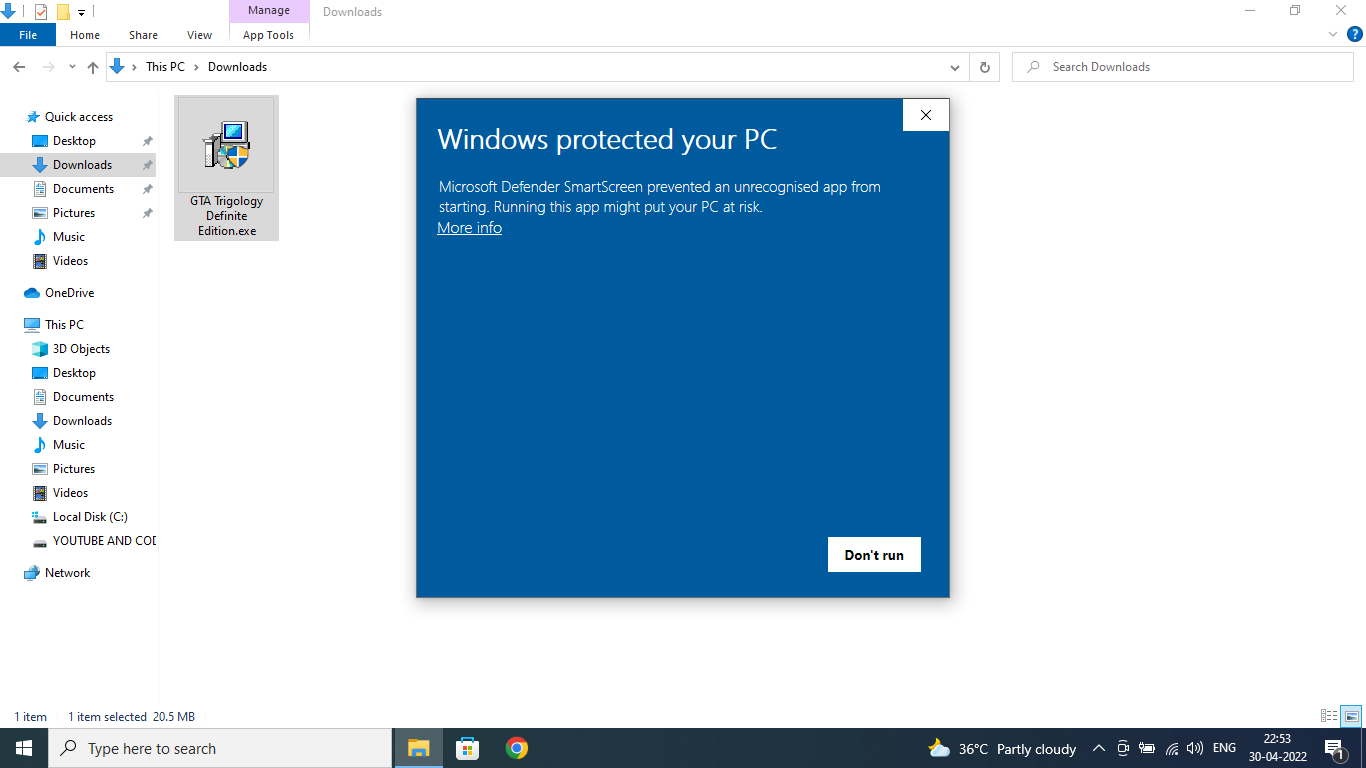 Manage
Downloads
File
Home
Share
View
App Tools
This PC
Downloads
Search Downloads
Quick access
Desktop
Downloads
Documents
Pictures
Music
Videos
OneDrive
This PC
3D Objects
Desktop
Documents
Downloads
Music
Pictures
Videos
Local Disk (C:)
YOUTUBE AND COD
Network
GTA Trigology
Definite
Edition.exe
Windows protected your PC
Microsoft Defender SmartScreen prevented an unrecognised app from
starting. Running this app might put your PC at risk.
More info
Don't run
1 item
1 item selected 20.5 MB
Type here to search
36°C Partly cloudy
ENG
22:53
30-04-2022
1